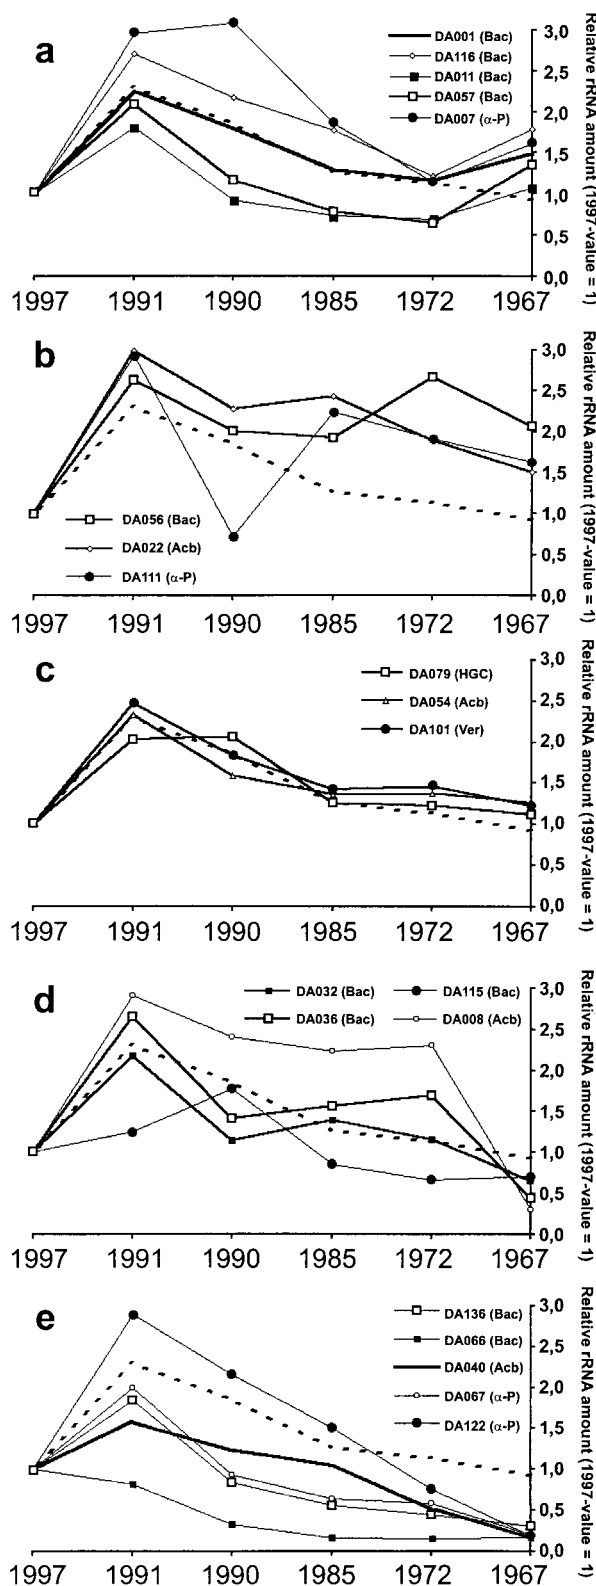 a
DA001 (Bac)
DA116 (Bac)
DA011 (Bac)
DA057 (Bac)
DA007 (α-P)
3,0
2,5
2,0
1,5
1,0
0,5
0,0
Relative rRNA amount (1997-value = 1)
1997 1991 1990 1985 1972 1967
b
DA056 (Bac)
DA022 (Acb)
DA111 (α-P)
3,0
2,5
2,0
1,5
1,0
0,5
0,0
Relative rRNA amount (1997-value = 1)
1997 1991 1990 1985 1972 1967
c
DA079 (HGC)
DA054 (Acb)
DA101 (Ver)
3,0
2,5
2,0
1,5
1,0
0,5
0,0
Relative rRNA amount (1997-value = 1)
1997 1991 1990 1985 1972 1967
d
DA032 (Bac) DA115 (Bac)
DA036 (Bac) DA008 (Acb)
3,0
2,5
2,0
1,5
1,0
0,5
0,0
Relative rRNA amount (1997-value = 1)
1997 1991 1990 1985 1972 1967
e
DA136 (Bac)
DA066 (Bac)
DA040 (Acb)
DA067 (α-P)
DA122 (α-P)
3,0
2,5
2,0
1,5
1,0
0,5
0,0
Relative rRNA amount (1997-value = 1)
1997 1991 1990 1985 1972 1967